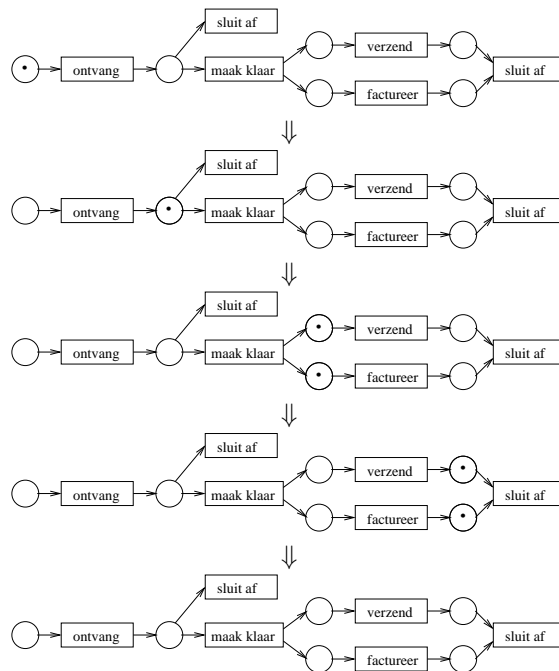 sluit af
verzend
ontvang
maak klaar
sluit af
factureer
sluit af
verzend
ontvang
maak klaar
sluit af
factureer
sluit af
verzend
ontvang
maak klaar
sluit af
factureer
sluit af
verzend
ontvang
maak klaar
sluit af
factureer
sluit af
verzend
ontvang
maak klaar
sluit af
factureer